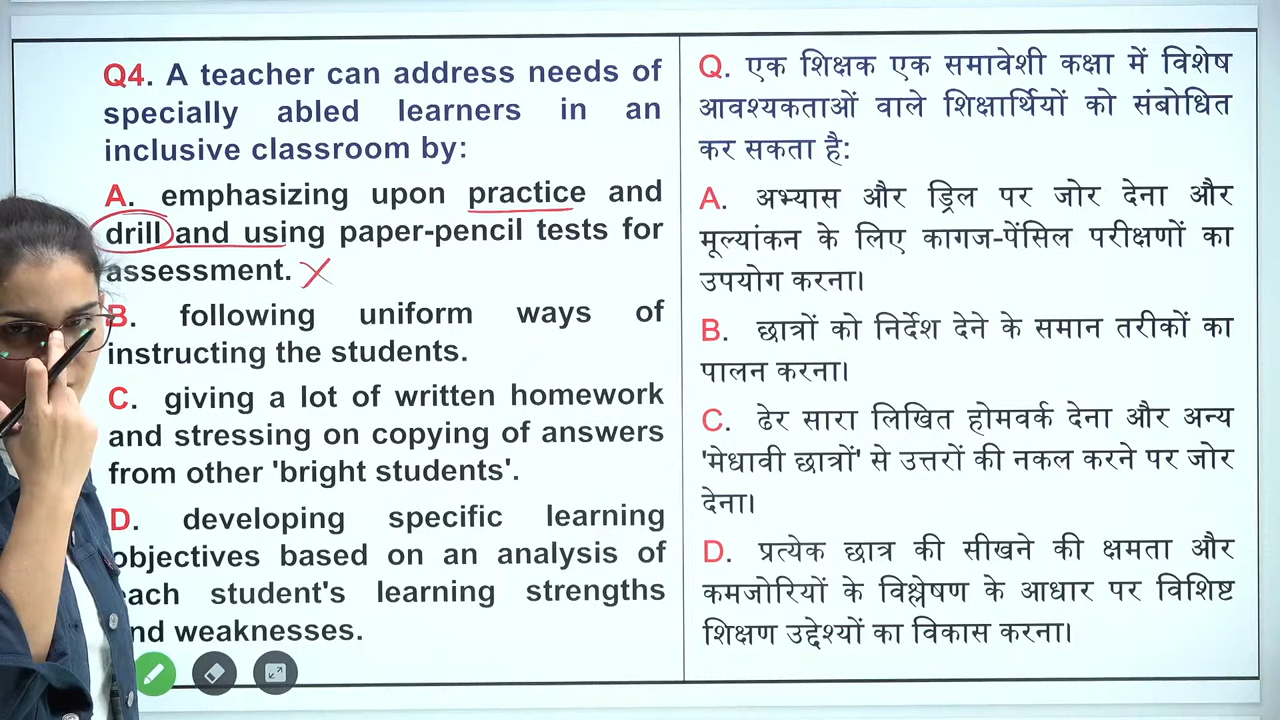 Q4. A teacher can address needs of
specially abled learners in an
inclusive classroom by:
A. emphasizing upon practice and
drill and using paper-pencil tests for
assessment.
B. following uniform ways of
instructing the students.
C. giving a lot of written homework
and stressing on copying of answers
from other 'bright students'.
D. developing specific learning
objectives based on an analysis of
each student's learning strengths
and weaknesses.
Q. एक शिक्षक एक समावेशी कक्षा में विशेष
आवश्यकताओं वाले शिक्षार्थियों को संबोधित
कर सकता है:
A. अभ्यास और ड्रिल पर जोर देना और
मूल्यांकन के लिए कागज-पेंसिल परीक्षणों का
उपयोग करना।
B. छात्रों को निर्देश देने के समान तरीकों का
पालन करना।
C. ढेर सारा लिखित होमवर्क देना और अन्य
'मेधावी छात्रों' से उत्तरों की नकल करने पर जोर
देना।
D. प्रत्येक छात्र की सीखने की क्षमता और
कमजोरियों के विश्लेषण के आधार पर विशिष्ट
शिक्षण उद्देश्यों का विकास करना।